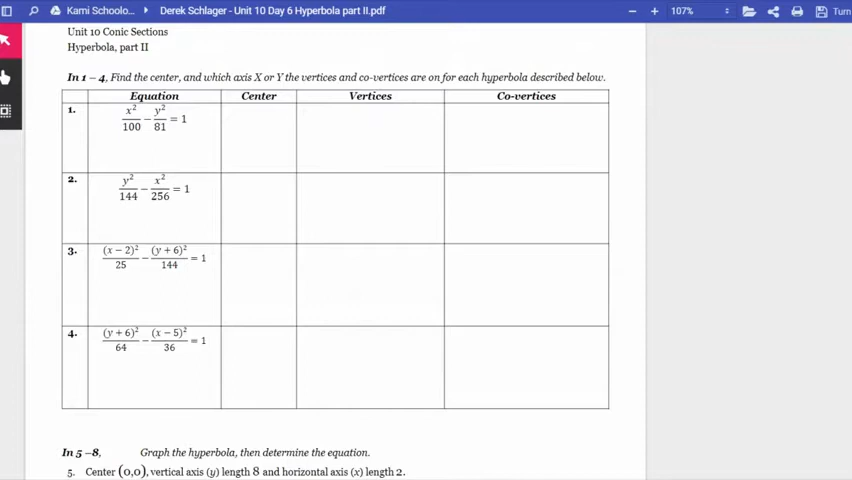 Kami Schoolo...
Derek Schlager - Unit 10 Day 6 Hyperbola part II.pdf
107%
Turn
Unit 10 Conic Sections
Hyperbola, part II
In 1 – 4, Find the center, and which axis X or Y the vertices and co-vertices are on for each hyperbola described below.
Equation Center Vertices Co-vertices
1. x²/100 − y²/81 = 1
2. y²/144 − x²/256 = 1
3. (x − 2)²/25 − (y + 6)²/144 = 1
4. (y + 6)²/64 − (x − 5)²/36 = 1
In 5 –8, Graph the hyperbola, then determine the equation.
5. Center (0,0), vertical axis (y) length 8 and horizontal axis (x) length 2.